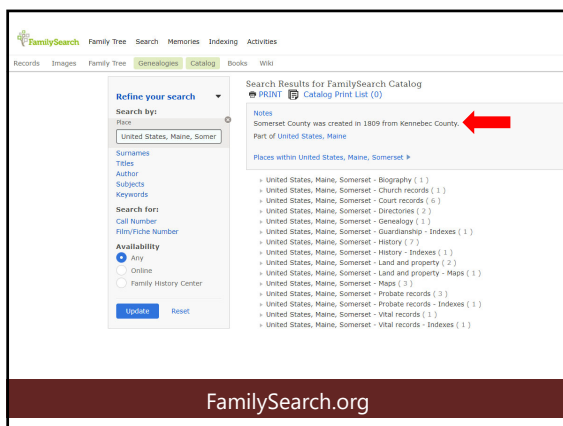 FamilySearch Family Tree Search Memories Indexing Activities
Records Images Family Tree Genealogies Catalog Books Wiki
Refine your search
Search by:
Place
United States, Maine, Somer
Surnames
Titles
Author
Subjects
Keywords
Search for:
Call Number
Film/Fiche Number
Availability
Any
Online
Family History Center
Update Reset
Search Results for FamilySearch Catalog
PRINT Catalog Print List (0)
Notes
Somerset County was created in 1809 from Kennebec County.
Part of United States, Maine
Places within United States, Maine, Somerset
United States, Maine, Somerset - Biography ( 1 )
United States, Maine, Somerset - Church records ( 1 )
United States, Maine, Somerset - Court records ( 6 )
United States, Maine, Somerset - Directories ( 2 )
United States, Maine, Somerset - Genealogy ( 1 )
United States, Maine, Somerset - Guardianship - Indexes ( 1 )
United States, Maine, Somerset - History ( 7 )
United States, Maine, Somerset - History - Indexes ( 1 )
United States, Maine, Somerset - Land and property ( 2 )
United States, Maine, Somerset - Land and property - Maps ( 1 )
United States, Maine, Somerset - Maps ( 3 )
United States, Maine, Somerset - Probate records ( 3 )
United States, Maine, Somerset - Probate records - Indexes ( 1 )
United States, Maine, Somerset - Vital records ( 1 )
United States, Maine, Somerset - Vital records - Indexes ( 1 )
FamilySearch.org